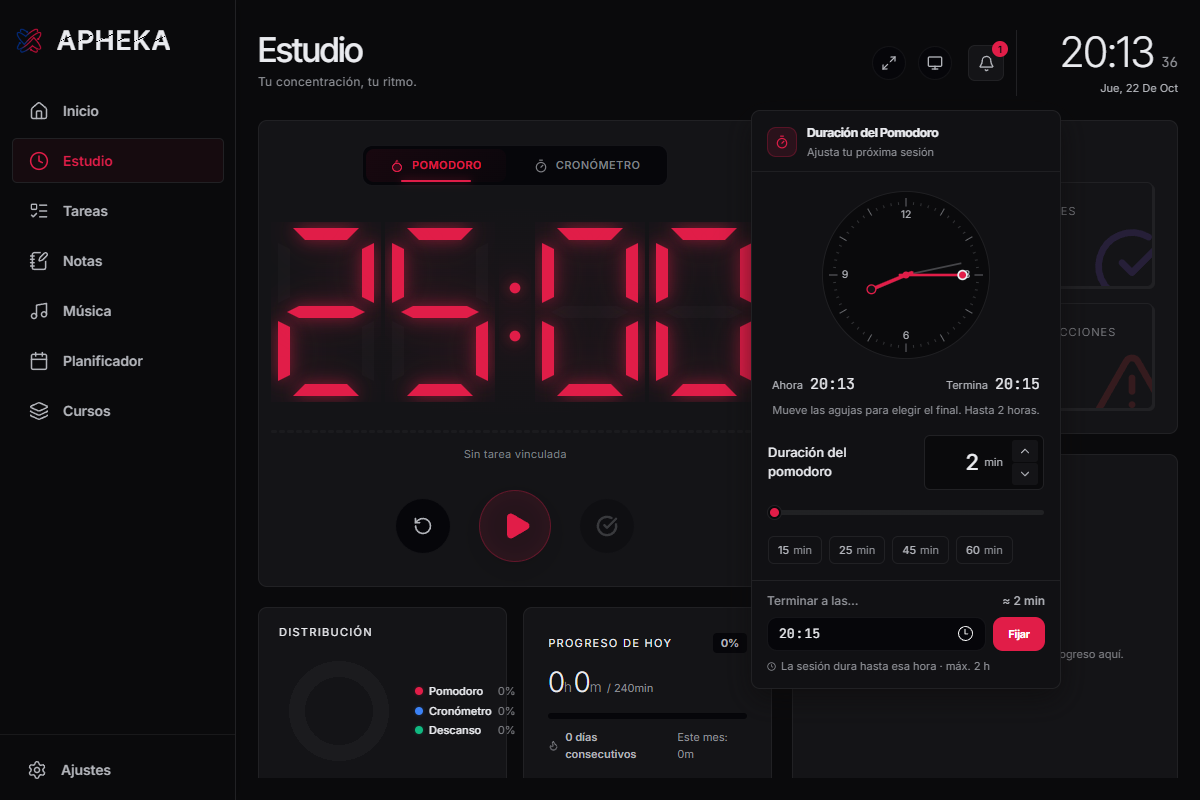 APHEKA
Inicio
Estudio
Tareas
Notas
Música
Planificador
Cursos
Ajustes
Estudio
Tu concentración, tu ritmo.
1
20:13 36
Jue, 22 De Oct
POMODORO
CRONÓMETRO
25:00
Sin tarea vinculada
DISTRIBUCIÓN
Pomodoro 0%
Cronómetro 0%
Descanso 0%
PROGRESO DE HOY 0%
0h 0m / 240min
0 días consecutivos
Este mes: 0m
Duración del Pomodoro
Ajusta tu próxima sesión
12
9
3
6
Ahora 20:13
Termina 20:15
Mueve las agujas para elegir el final. Hasta 2 horas.
Duración del
pomodoro
2 min
15 min
25 min
45 min
60 min
Terminar a las...
≈ 2 min
20:15
Fijar
La sesión dura hasta esa hora · máx. 2 h
ES
CCIONES
ogreso aquí.